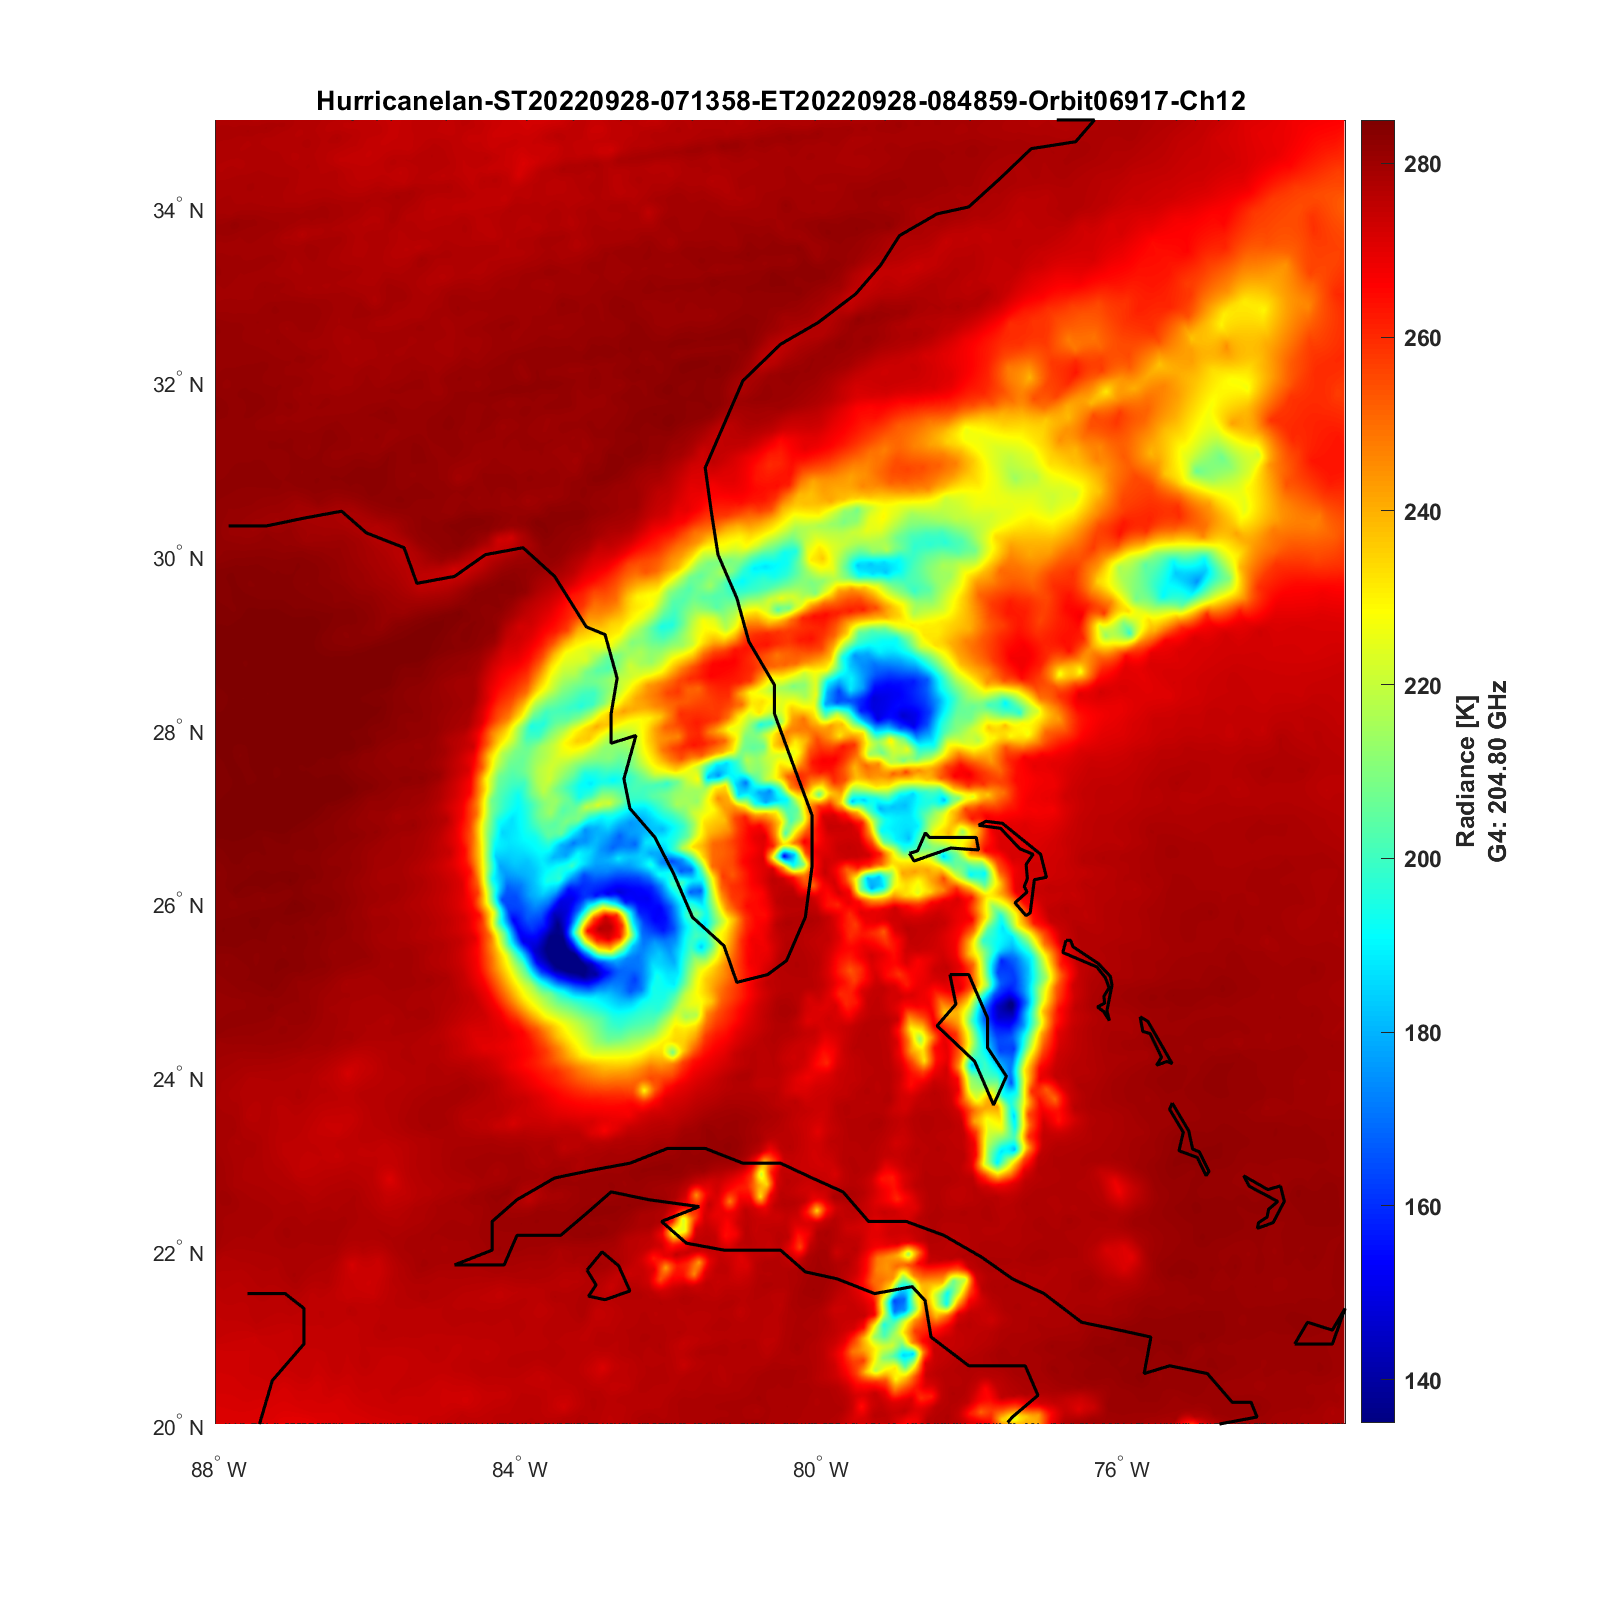 HurricaneIan-ST20220928-071358-ET20220928-084859-Orbit06917-Ch12
34° N
32° N
30° N
28° N
26° N
24° N
22° N
20° N
88° W
84° W
80° W
76° W
280
260
240
220
200
180
160
140
Radiance [K]
G4: 204.80 GHz